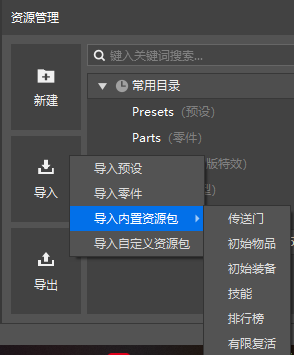 资源管理
新建
键入关键词搜索...
常用目录
Presets（预设）
Parts（零件）
版特效）
型）
导入
导入预设
导入零件
导入内置资源包
导入自定义资源包
传送门
初始物品
初始装备
技能
排行榜
有限复活
导出